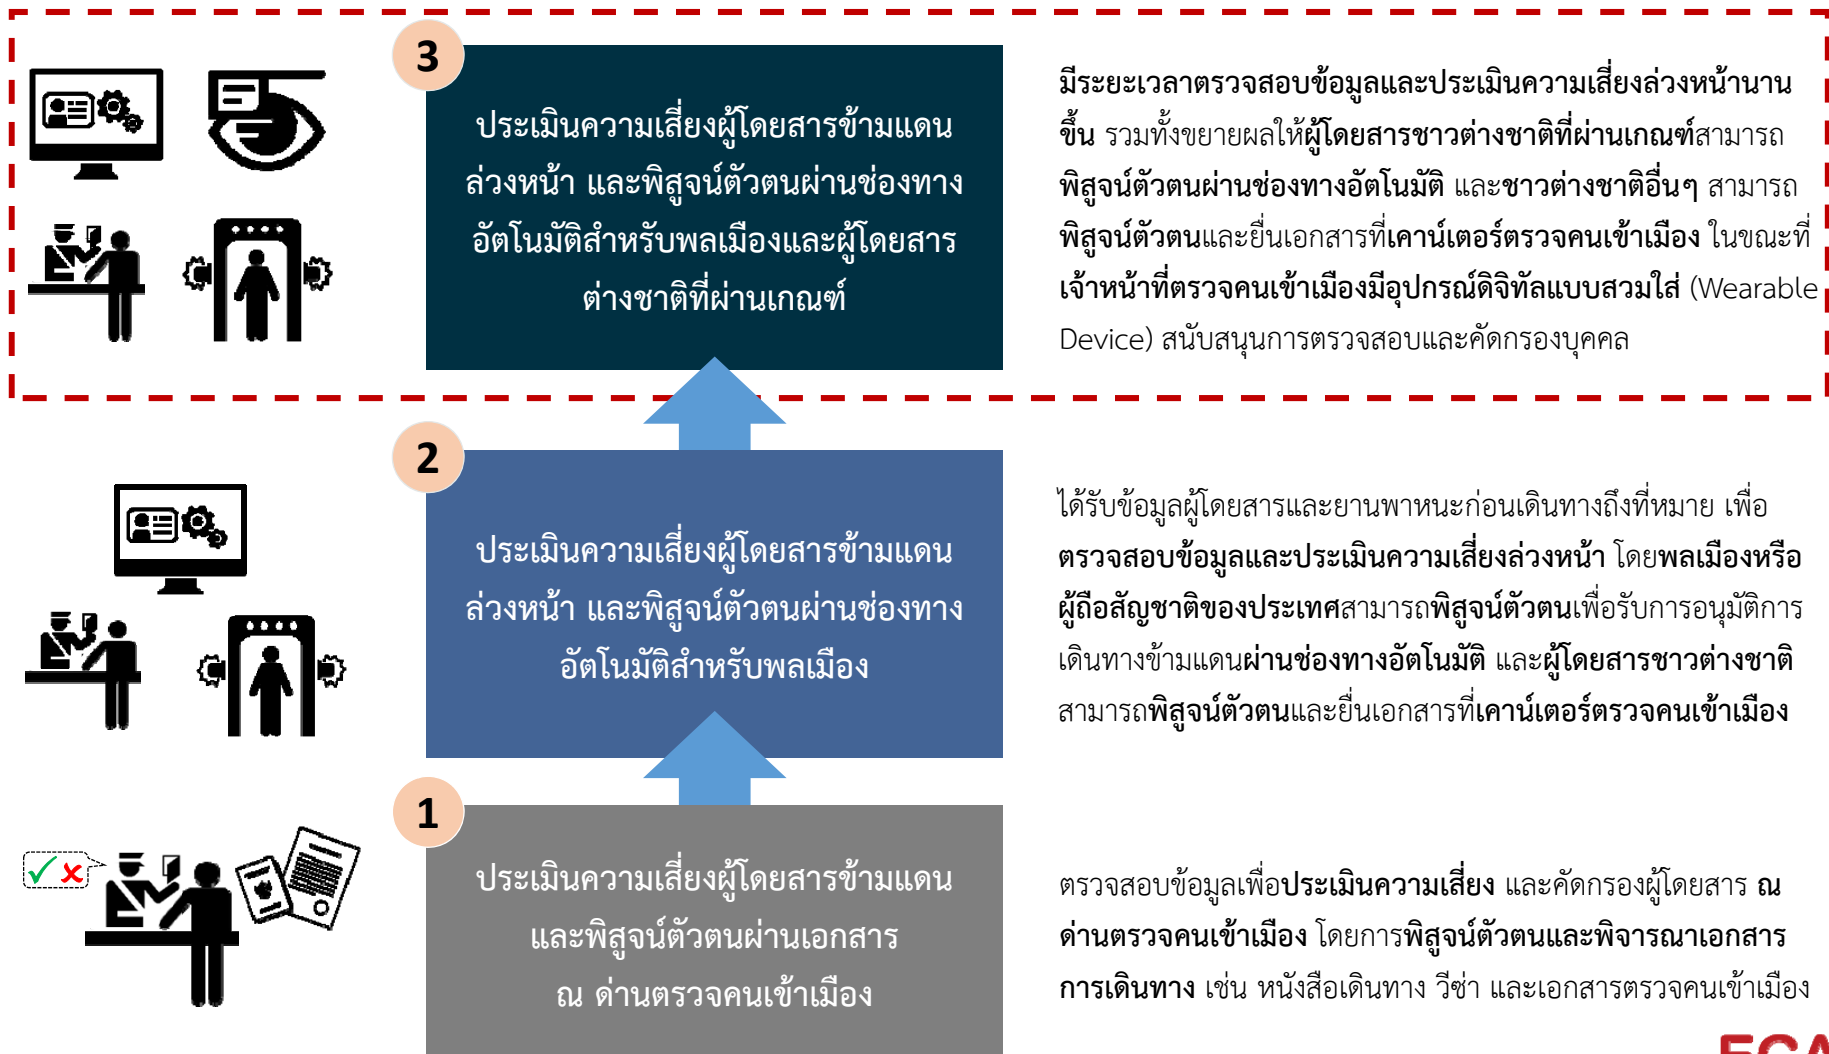 3
ประเมินความเสี่ยงผู้โดยสารข้ามแดน
ล่วงหน้า และพิสูจน์ตัวตนผ่านช่องทาง
อัตโนมัติสำหรับพลเมืองและผู้โดยสาร
ต่างชาติที่ผ่านเกณฑ์
มีระยะเวลาตรวจสอบข้อมูลและประเมินความเสี่ยงล่วงหน้านาน
ขึ้น รวมทั้งขยายผลให้ผู้โดยสารชาวต่างชาติที่ผ่านเกณฑ์สามารถ
พิสูจน์ตัวตนผ่านช่องทางอัตโนมัติ และชาวต่างชาติอื่นๆ สามารถ
พิสูจน์ตัวตนและยื่นเอกสารที่เคาน์เตอร์ตรวจคนเข้าเมือง ในขณะที่
เจ้าหน้าที่ตรวจคนเข้าเมืองมีอุปกรณ์ดิจิทัลแบบสวมใส่ (Wearable
Device) สนับสนุนการตรวจสอบและคัดกรองบุคคล
2
ประเมินความเสี่ยงผู้โดยสารข้ามแดน
ล่วงหน้า และพิสูจน์ตัวตนผ่านช่องทาง
อัตโนมัติสำหรับพลเมือง
ได้รับข้อมูลผู้โดยสารและยานพาหนะก่อนเดินทางถึงที่หมาย เพื่อ
ตรวจสอบข้อมูลและประเมินความเสี่ยงล่วงหน้า โดยพลเมืองหรือ
ผู้ถือสัญชาติของประเทศสามารถพิสูจน์ตัวตนเพื่อรับการอนุมัติการ
เดินทางข้ามแดนผ่านช่องทางอัตโนมัติ และผู้โดยสารชาวต่างชาติ
สามารถพิสูจน์ตัวตนและยื่นเอกสารที่เคาน์เตอร์ตรวจคนเข้าเมือง
1
ประเมินความเสี่ยงผู้โดยสารข้ามแดน
และพิสูจน์ตัวตนผ่านเอกสาร
ณ ด่านตรวจคนเข้าเมือง
ตรวจสอบข้อมูลเพื่อประเมินความเสี่ยง และคัดกรองผู้โดยสาร ณ
ด่านตรวจคนเข้าเมือง โดยการพิสูจน์ตัวตนและพิจารณาเอกสาร
การเดินทาง เช่น หนังสือเดินทาง วีซ่า และเอกสารตรวจคนเข้าเมือง